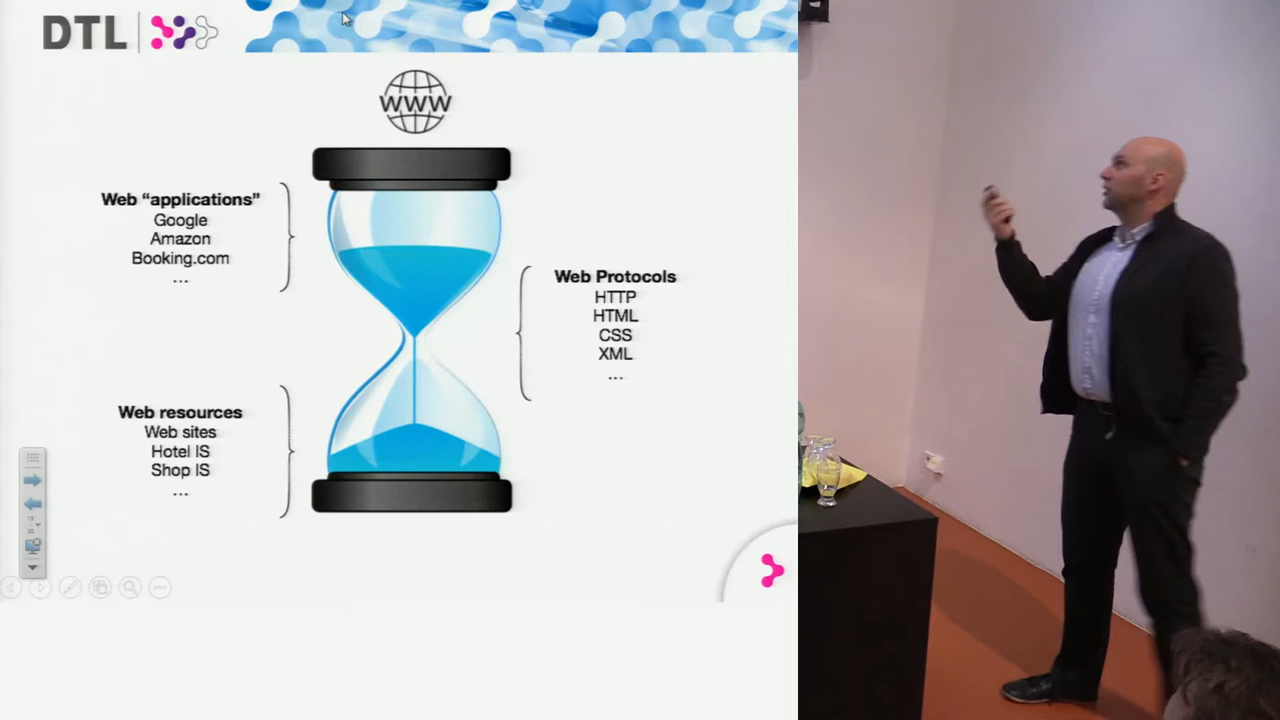 DTL
WWW
Web “applications”
Google
Amazon
Booking.com
...
Web Protocols
HTTP
HTML
CSS
XML
...
Web resources
Web sites
Hotel IS
Shop IS
...